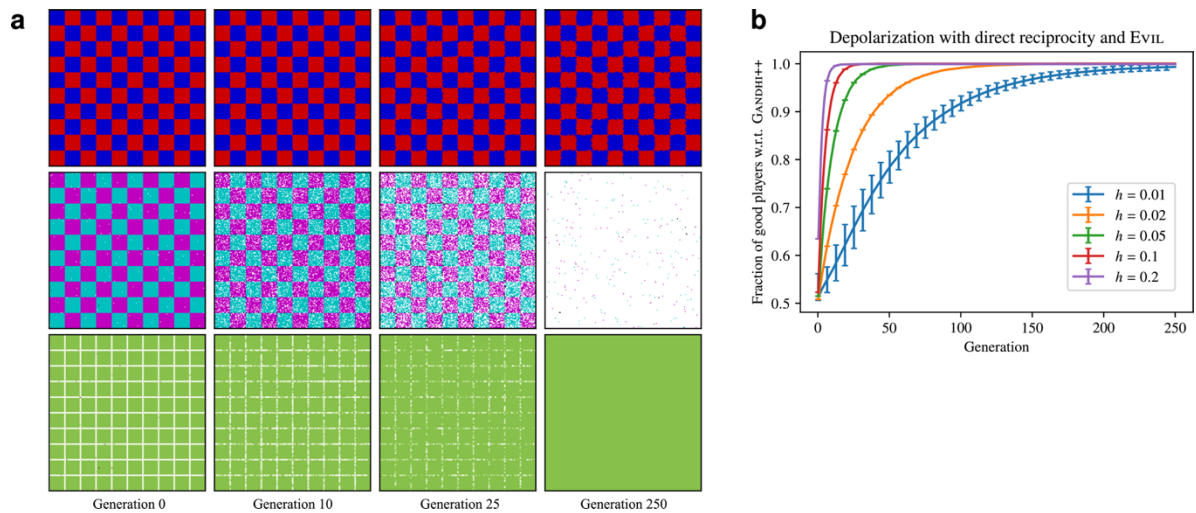 a
Generation 0
Generation 10
Generation 25
Generation 250
b
Depolarization with direct reciprocity and EVIL
Fraction of good players w.r.t. GANDHI++
1.0
0.9
0.8
0.7
0.6
0.5
h = 0.01
h = 0.02
h = 0.05
h = 0.1
h = 0.2
0
50
100
150
200
250
Generation